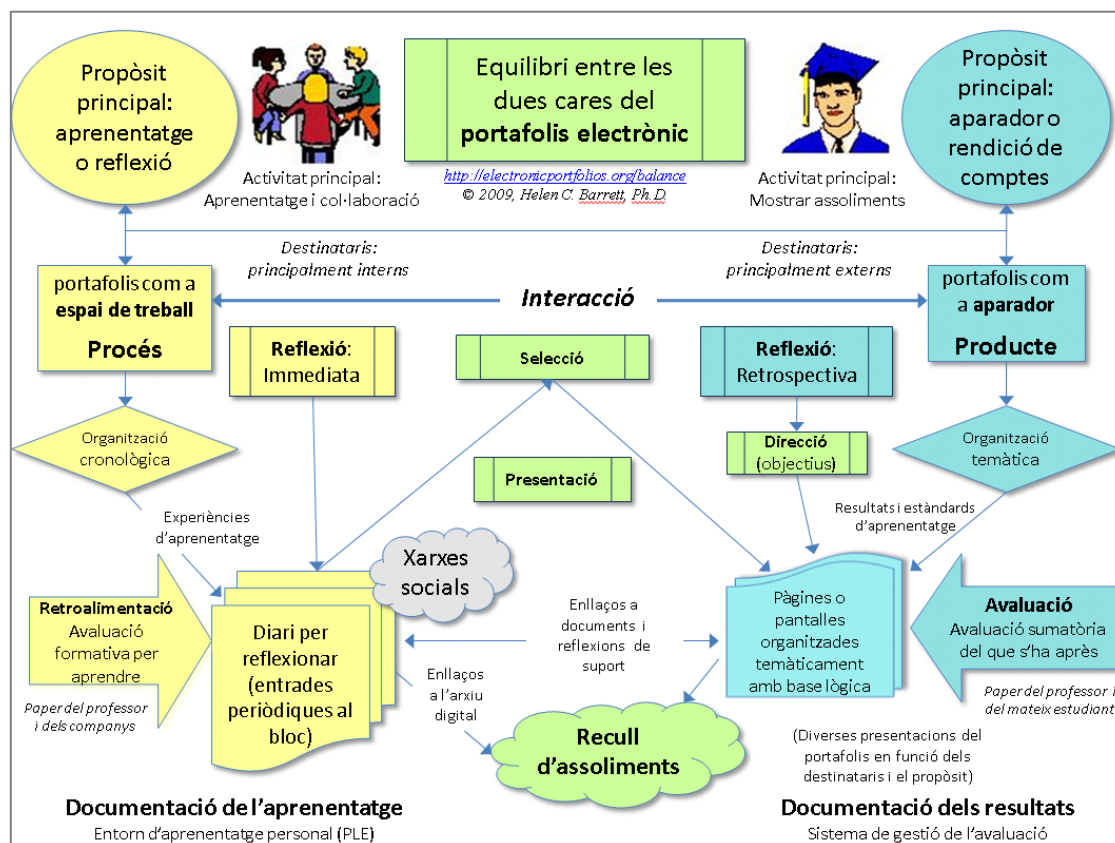 Propòsit
principal:
aprenentatge
o reflexió
Activitat principal:
Aprenentatge i col·laboració
Equilibri entre les
dues cares del
portafolis electrònic
http://electronicportfolios.org/balance
© 2009, Helen C. Barrett, Ph.D.
Activitat principal:
Mostrar assoliments
Propòsit
principal:
aparador o
rendició de
comptes
Destinataris:
principalment interns
Destinataris:
principalment externs
portafolis com a
espai de treball
Procés
Interacció
portafolis com
a aparador
Producte
Reflexió:
Immediata
Selecció
Reflexió:
Retrospectiva
Organització
cronològica
Presentació
Direcció
(objectius)
Organització
temàtica
Experiències
d'aprenentatge
Resultats i estàndards
d'aprenentatge
Xarxes
socials
Retroalimentació
Avaluació
formativa per
aprendre
Paper del professor
i dels companys
Diari per
reflexionar
(entrades
periòdiques al
bloc)
Enllaços a
documents i
reflexions de
suport
Enllaços
a l'arxiu
digital
Recull
d'assoliments
Pàgines o
pantalles
organitzades
temàticament
amb base lògica
Avaluació
Avaluació sumatòria
del que s'ha après
Paper del professor i
del mateix estudiant
(Diverses presentacions del
portafolis en funció dels
destinataris i el propòsit)
Documentació de l'aprenentatge
Entorn d'aprenentatge personal (PLE)
Documentació dels resultats
Sistema de gestió de l'avaluació